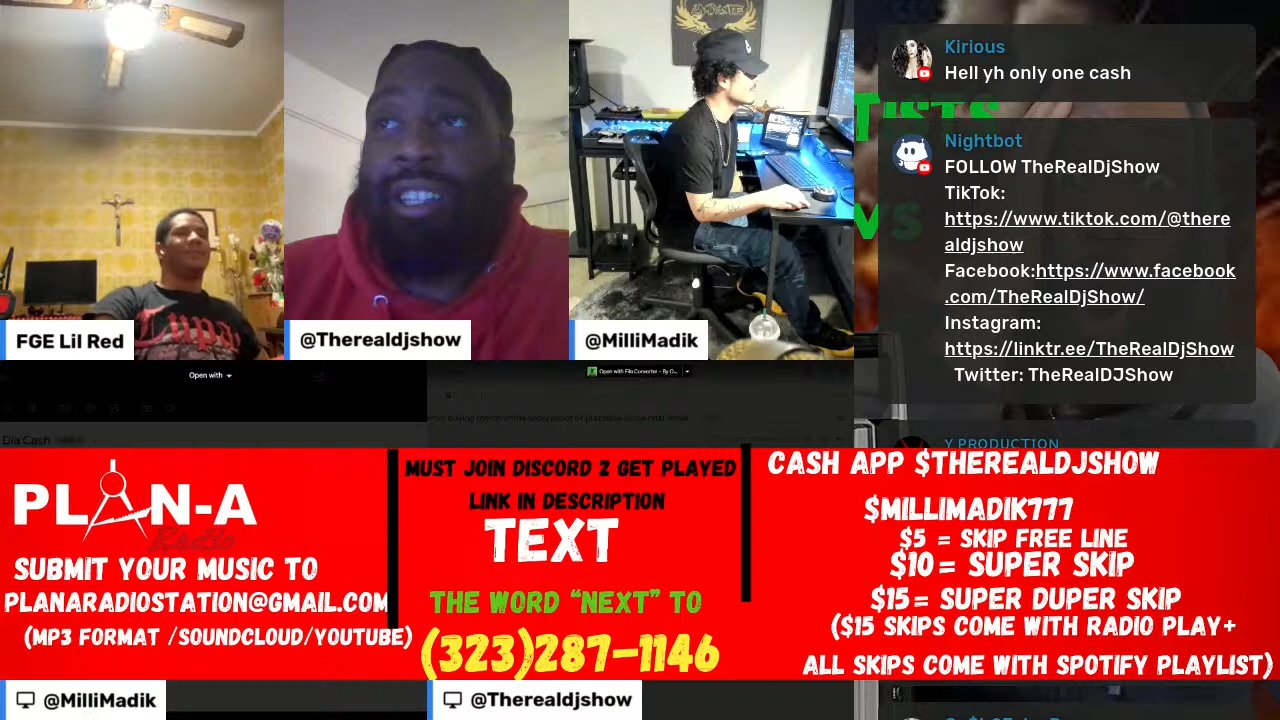 Kirious
Hell yh only one cash
Nightbot
FOLLOW TheRealDjShow
TikTok:
https://www.tiktok.com/@there
aldjshow
Facebook:https://www.facebook
.com/TheRealDjShow/
Instagram:
https://linktr.ee/TheRealDjShow
Twitter: TheRealDJShow
Y PRODUCTION
FGE Lil Red
@Therealdjshow
@MilliMadik
Open with
Dia Cash
PLAN-A
Radio
SUBMIT YOUR MUSIC TO
PLANARADIOSTATION@GMAIL.COM
(MP3 FORMAT /SOUNDCLOUD/YOUTUBE)
MUST JOIN DISCORD 2 GET PLAYED
LINK IN DESCRIPTION
TEXT
THE WORD “NEXT” TO
(323)287-1146
CASH APP $THEREALDJSHOW
$MILLIMADIK777
$5 = SKIP FREE LINE
$10 = SUPER SKIP
$15 = SUPER DUPER SKIP
($15 SKIPS COME WITH RADIO PLAY+
ALL SKIPS COME WITH SPOTIFY PLAYLIST)
@MilliMadik
@Therealdjshow